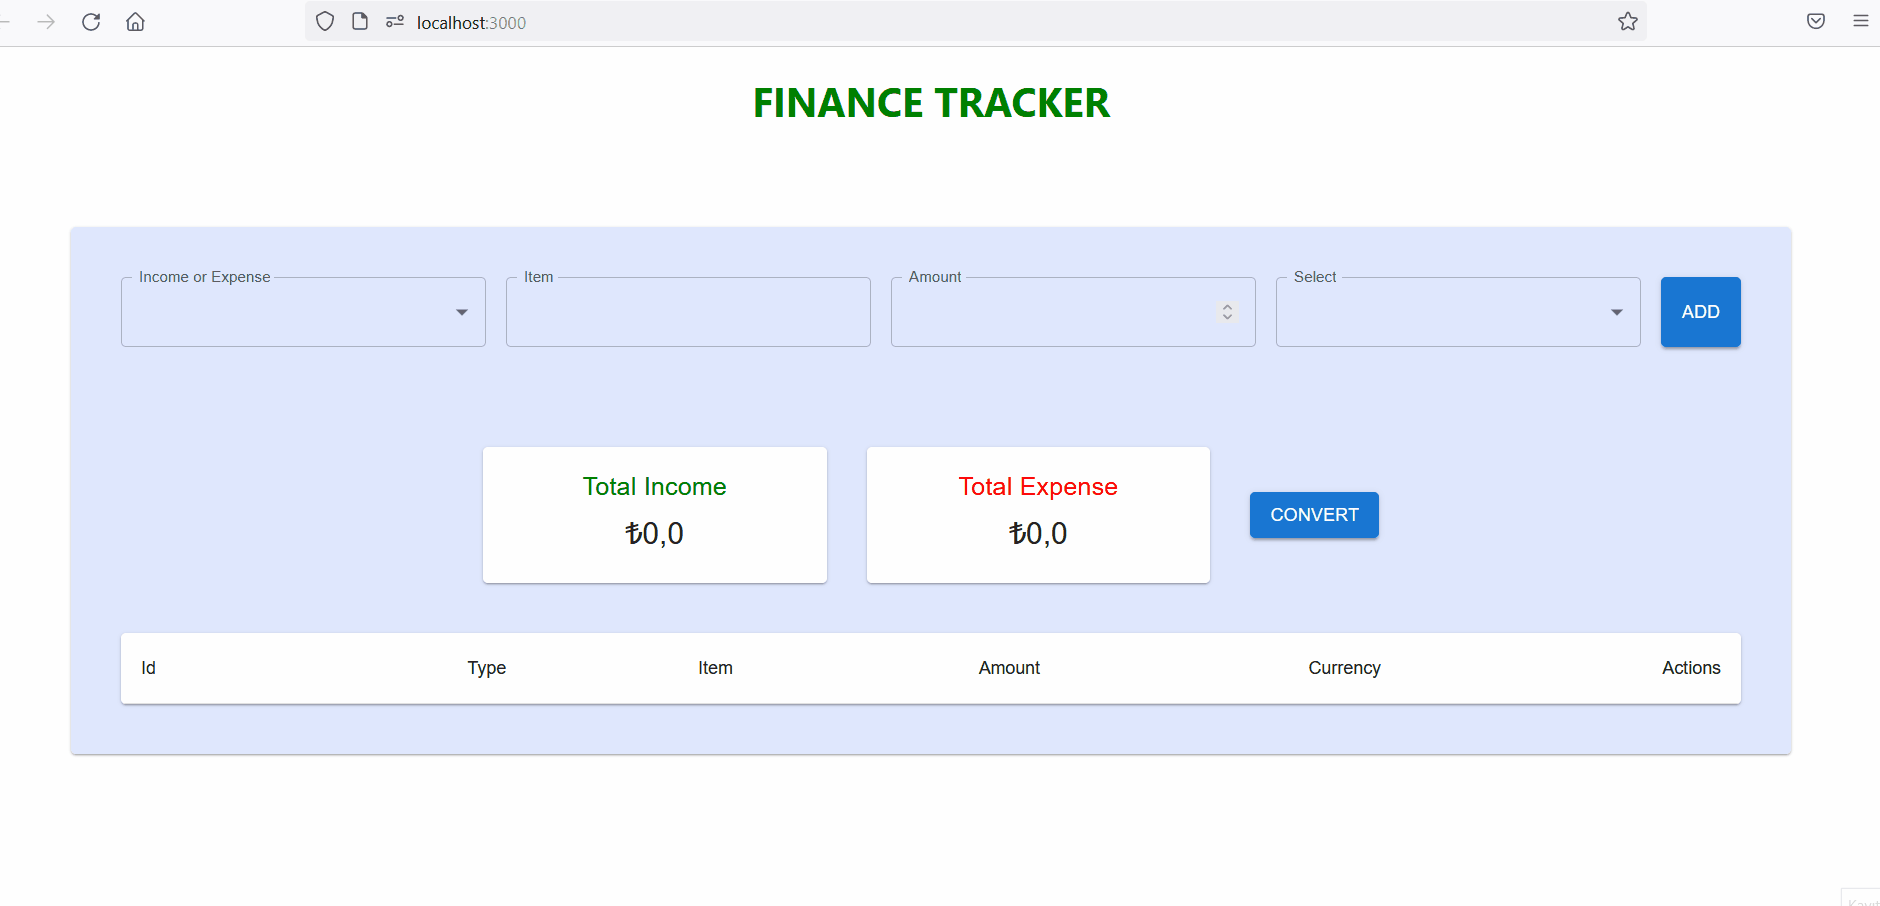 localhost:3000
FINANCE TRACKER
Income or Expense Item Amount Select ADD
Total Income Total Expense
₺0,0 ₺0,0 CONVERT
Id Type Item Amount Currency Actions